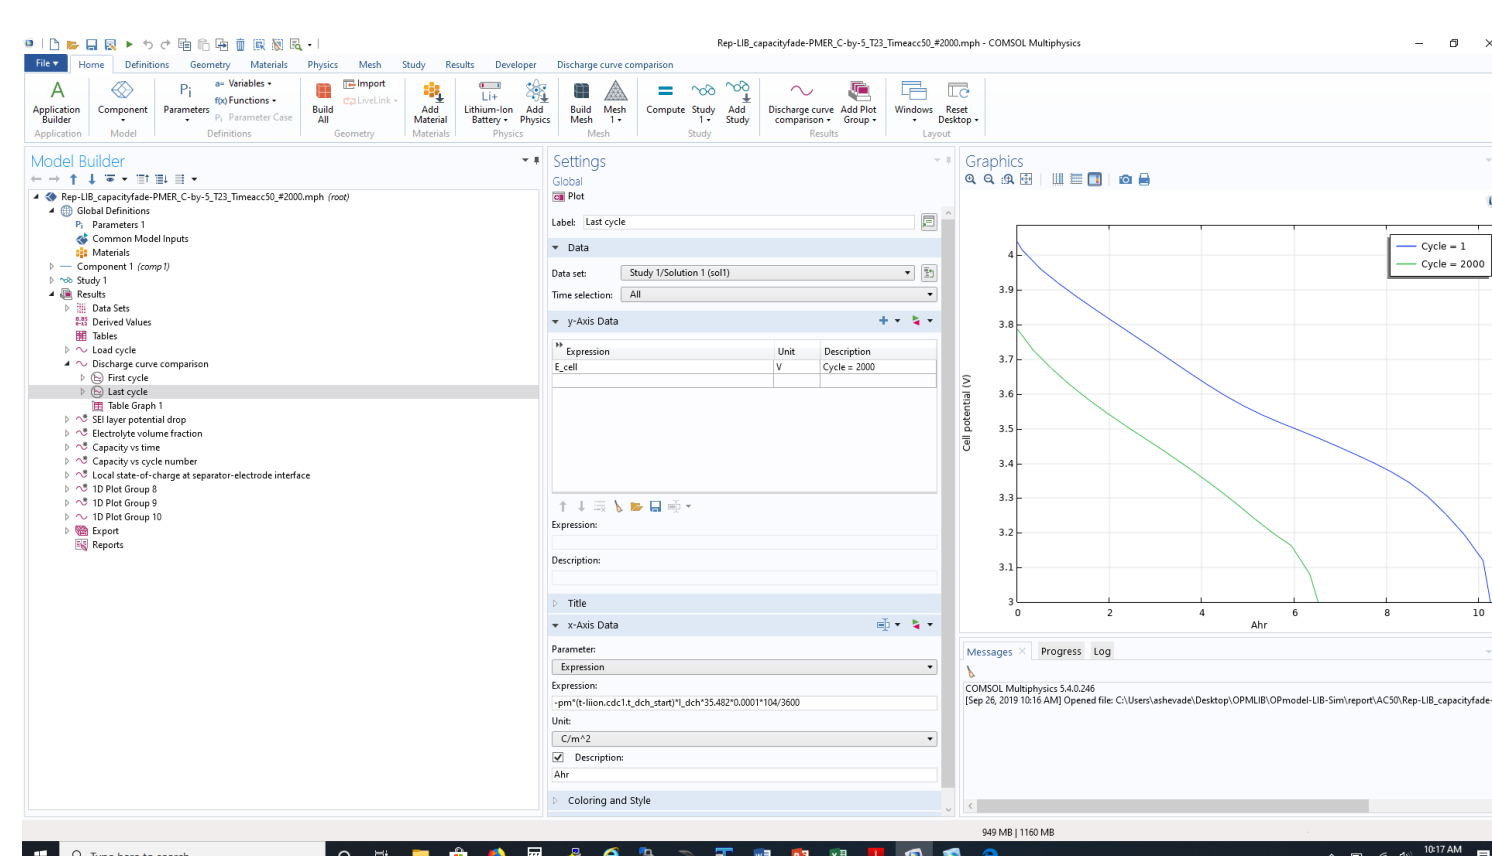 Rep-LIB_capacityfade-PMER_C-by-5_T23_Timeacc50_#2000.mph - COMSOL Multiphysics
File Home Definitions Geometry Materials Physics Mesh Study Results Developer Discharge curve comparison
Application Builder
Component
Parameters
a= Variables
f(x) Functions
Pi Parameter Case
Build All
Import
LiveLink
Add Material
Lithium-Ion Battery
Add Physics
Build Mesh
Mesh 1
Compute
Study 1
Add Study
Discharge curve comparison
Add Plot Group
Windows
Reset Desktop
Application Model Definitions Geometry Materials Physics Mesh Study Results Layout
Model Builder
Rep-LIB_capacityfade-PMER_C-by-5_T23_Timeacc50_#2000.mph (root)
Global Definitions
Pi Parameters 1
Common Model Inputs
Materials
Component 1 (comp1)
Study 1
Results
Data Sets
Derived Values
Tables
Load cycle
Discharge curve comparison
First cycle
Last cycle
Table Graph 1
SEI layer potential drop
Electrolyte volume fraction
Capacity vs time
Capacity vs cycle number
Local state-of-charge at separator-electrode interface
1D Plot Group 8
1D Plot Group 9
1D Plot Group 10
Export
Reports
Settings
Global
Plot
Label: Last cycle
Data
Data set: Study 1/Solution 1 (sol1)
Time selection: All
y-Axis Data
Expression Unit Description
E_cell V Cycle = 2000
Expression:
Description:
Title
x-Axis Data
Parameter:
Expression
Expression:
-pm*(t-liion.cdc1.t_dch_start)*I_dch*35.482*0.0001*104/3600
Unit:
C/m^2
Description:
Ahr
Coloring and Style
Graphics
Cycle = 1
Cycle = 2000
4
3.9
3.8
3.7
3.6
3.5
3.4
3.3
3.2
3.1
3
Cell potential (V)
0 2 4 6 8 10
Ahr
Messages Progress Log
COMSOL Multiphysics 5.4.0.246
[Sep 26, 2019 10:16 AM] Opened file: C:\Users\ashevade\Desktop\OPMLIB\OPmodel-LIB-Sim\report\AC50\Rep-LIB_capacityfade-
949 MB | 1160 MB
Type here to search
10:17 AM